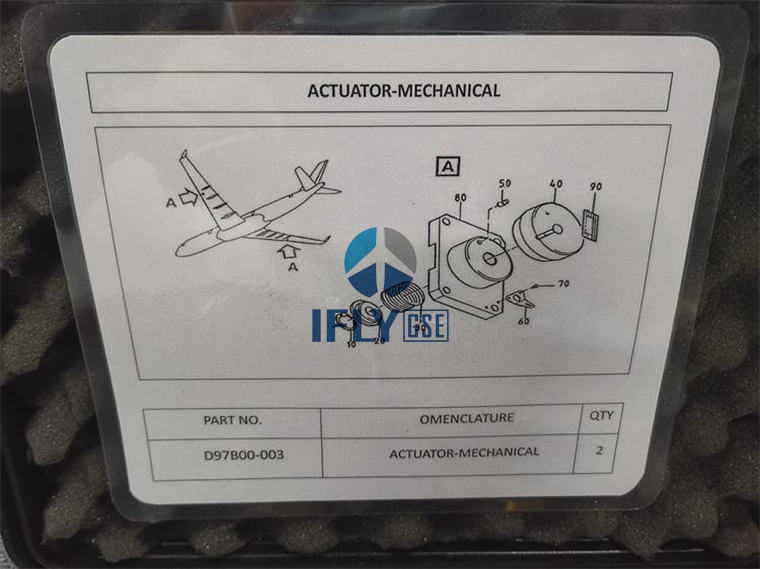 ACTUATOR-MECHANICAL
A
50
40
90
80
A
A
70
60
10
20
IFLY GSE
PART NO. OMENCLATURE QTY
D97B00-003 ACTUATOR-MECHANICAL 2